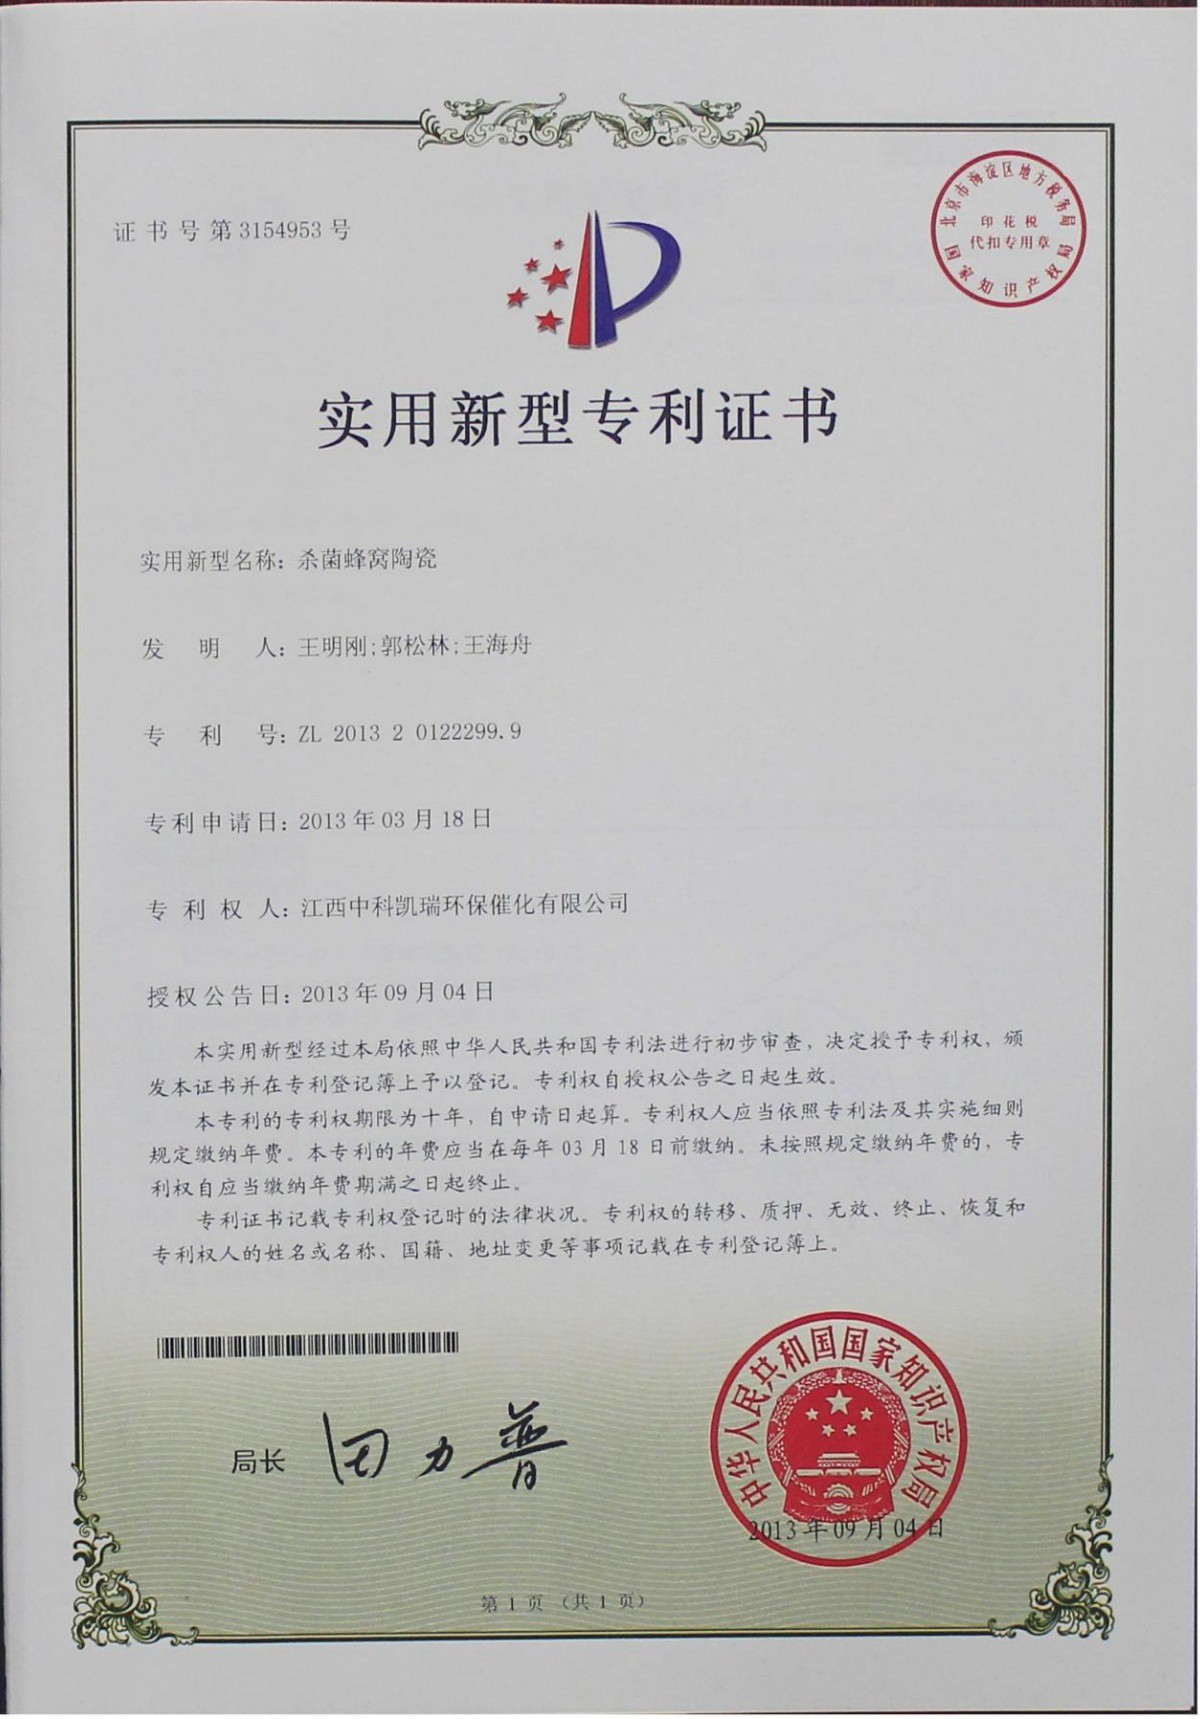 证书号第3154953号
北京市海淀区地方税务局
印花税
代扣专用章
国家知识产权局
实用新型专利证书
实用新型名称：杀菌蜂窝陶瓷
发明人：王明刚;郭松林;王海舟
专利号：ZL 2013 2 0122299.9
专利申请日：2013年03月18日
专利权人：江西中科凯瑞环保催化有限公司
授权公告日：2013年09月04日
本实用新型经过本局依照中华人民共和国专利法进行初步审查，决定授予专利权，颁
发本证书并在专利登记簿上予以登记。专利权自授权公告之日起生效。
本专利的专利权期限为十年，自申请日起算。专利权人应当依照专利法及其实施细则
规定缴纳年费。本专利的年费应当在每年03月18日前缴纳。未按照规定缴纳年费的，专
利权自应当缴纳年费期满之日起终止。
专利证书记载专利权登记时的法律状况。专利权的转移、质押、无效、终止、恢复和
专利权人的姓名或名称、国籍、地址变更等事项记载在专利登记簿上。
局长 田力普
中华人民共和国国家知识产权局
2013年09月04日
第1页（共1页）